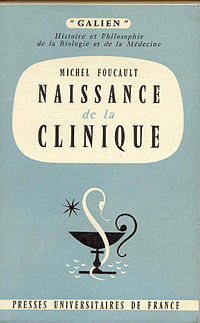 " GALIEN "
Histoire et Philosophie
de la Biologie et de la Médecine
MICHEL FOUCAULT
NAISSANCE
de la
CLINIQUE
PRESSES UNIVERSITAIRES DE FRANCE